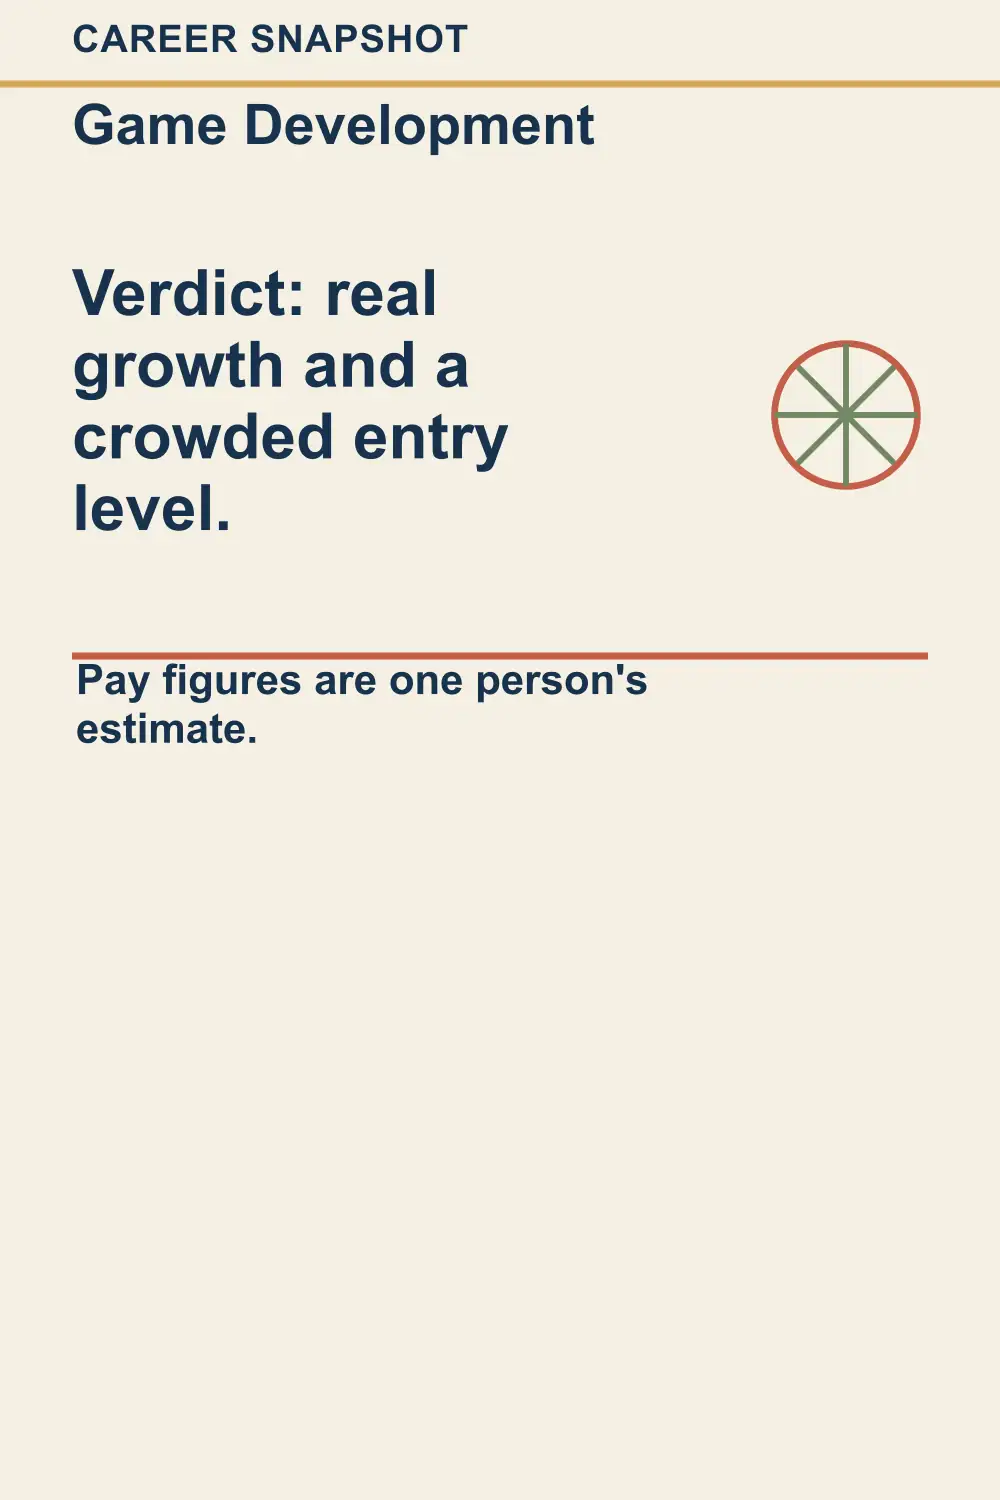 CAREER SNAPSHOT
Game Development
Verdict: real
growth and a
crowded entry
level.
Pay figures are one person's
estimate.